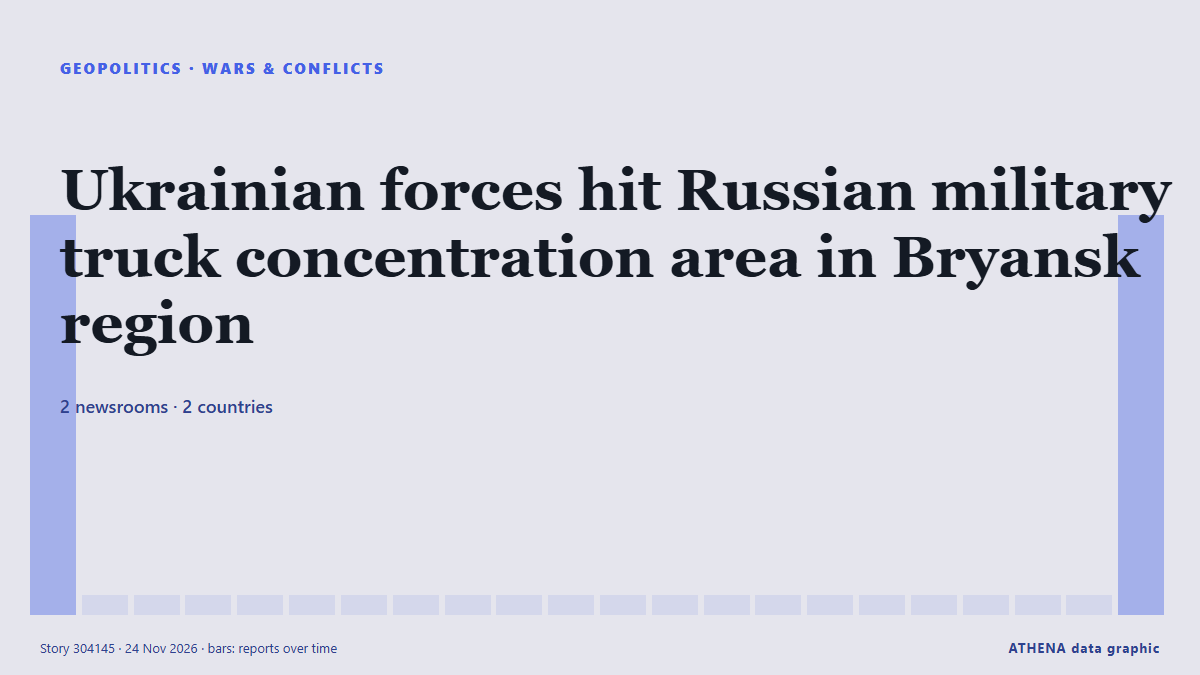 GEOPOLITICS · WARS & CONFLICTS
Ukrainian forces hit Russian military
truck concentration area in Bryansk
region
2 newsrooms · 2 countries
Story 304145 · 24 Nov 2026 · bars: reports over time
ATHENA data graphic